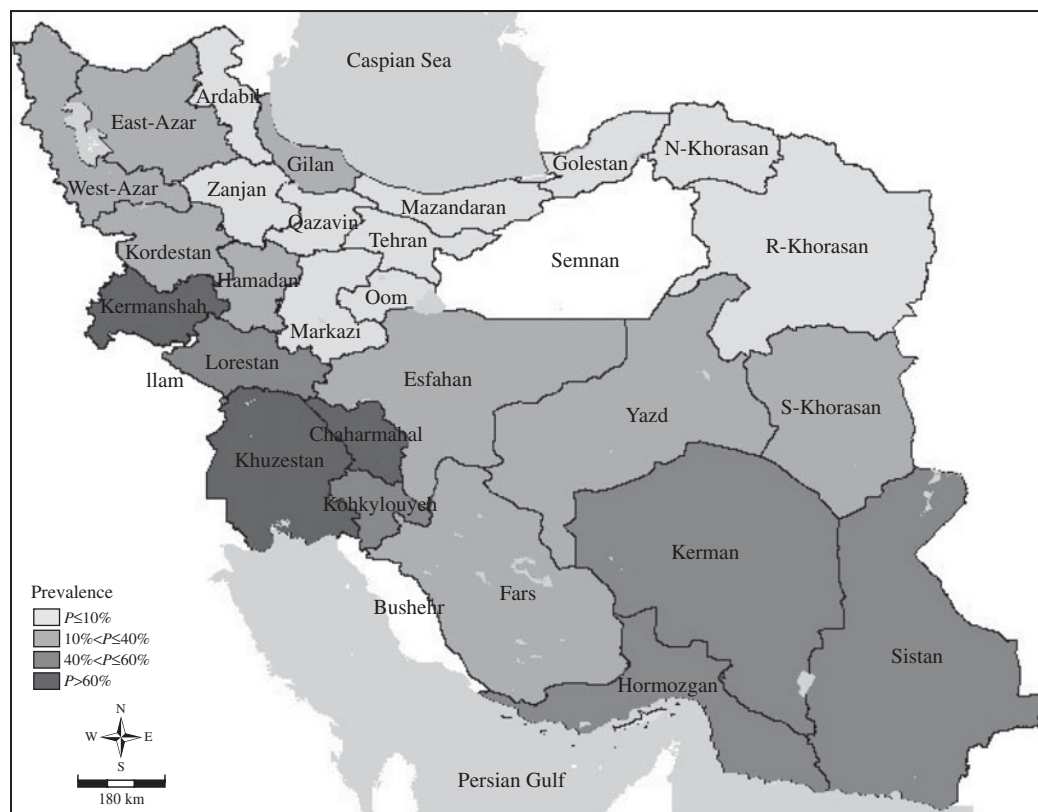 Caspian Sea
Ardabil
East-Azar
Gilan
Golestan
N-Khorasan
West-Azar
Zanjan
Mazandaran
Qazavin
Tehran
R-Khorasan
Kordestan
Semnan
Hamadan
Kermanshah
Oom
Markazi
Lorestan
Esfahan
llam
Yazd
S-Khorasan
Chaharmahal
Khuzestan
Kohkylouyeh
Kerman
Bushehr
Fars
Sistan
Hormozgan
Persian Gulf
Prevalence
P≤10%
10%<P≤40%
40%<P≤60%
P>60%
N
W E
S
180 km